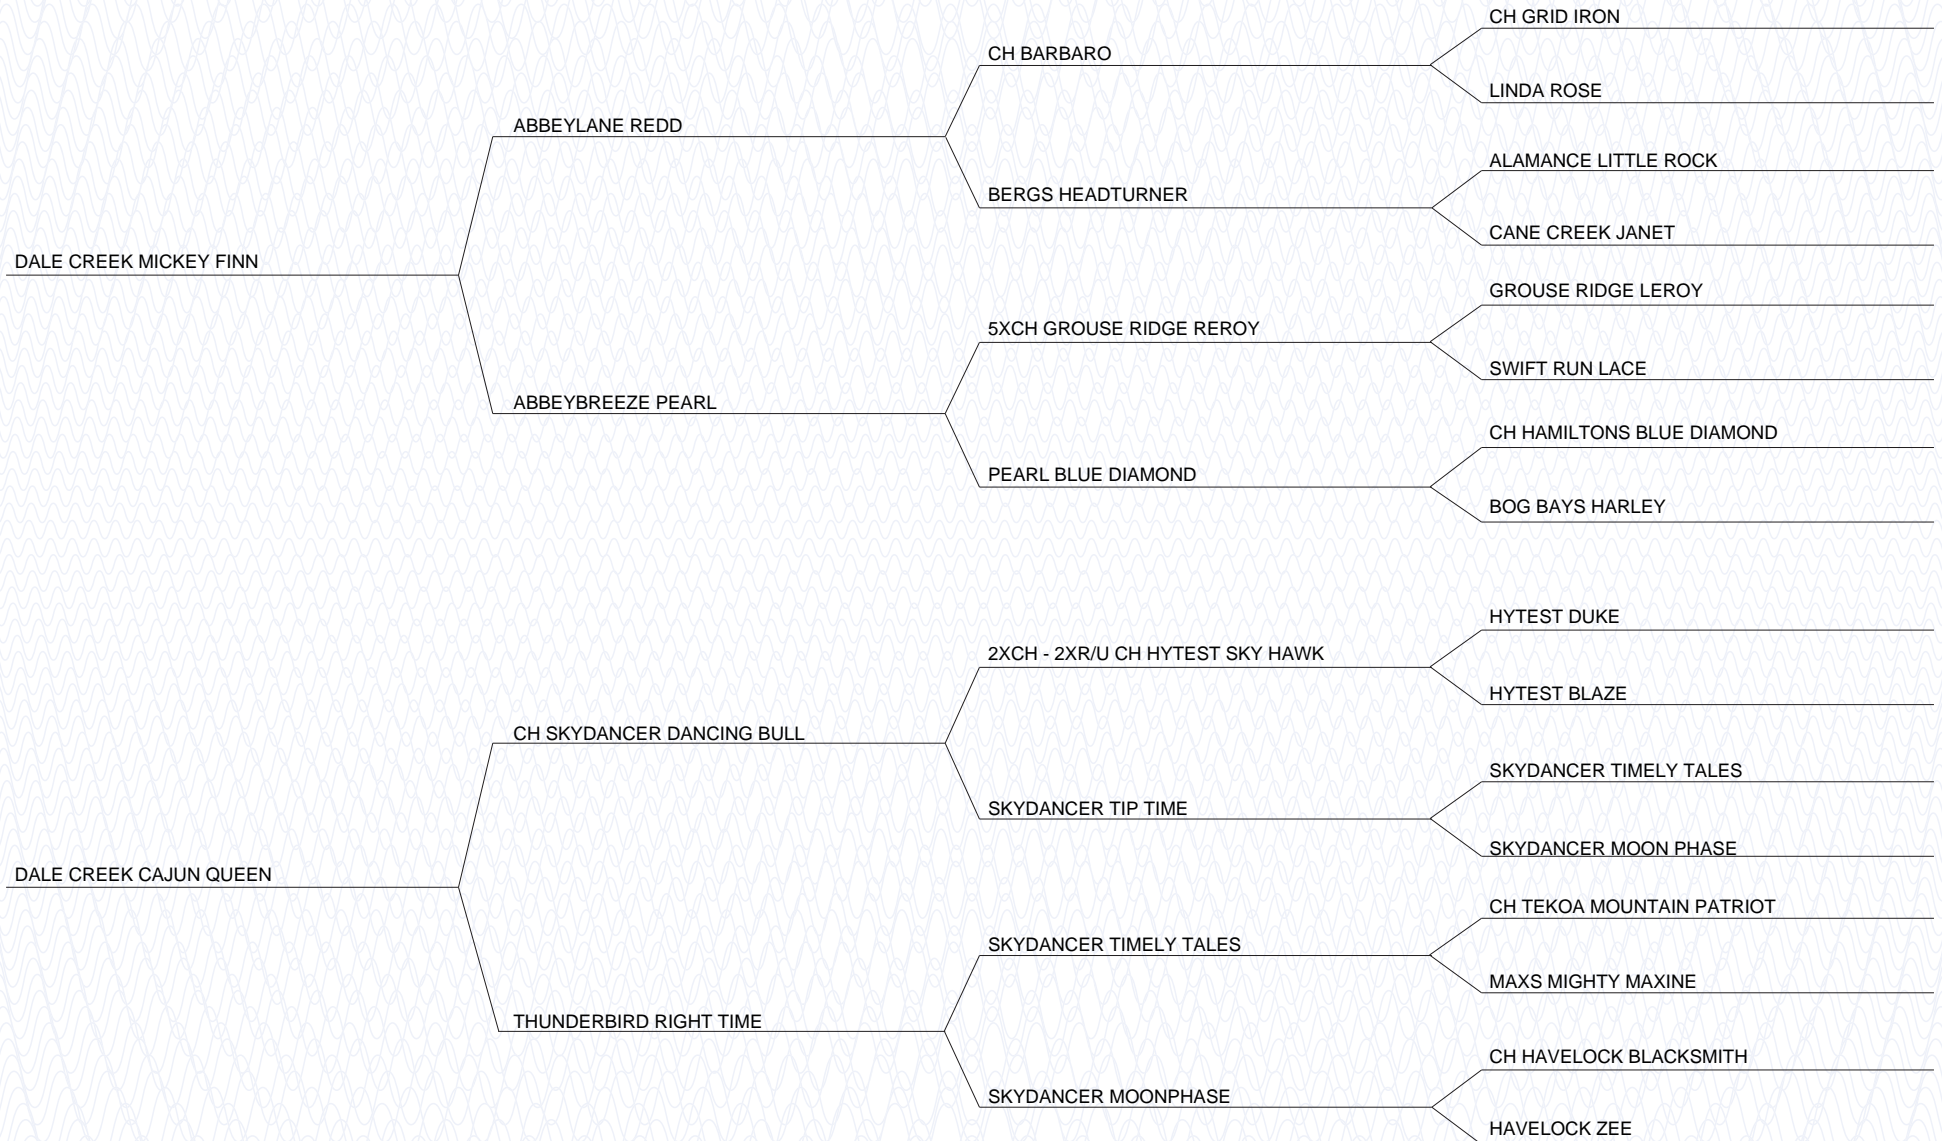 CH GRID IRON
CH BARBARO
LINDA ROSE
ABBEYLANE REDD
ALAMANCE LITTLE ROCK
BERGS HEADTURNER
CANE CREEK JANET
DALE CREEK MICKEY FINN
GROUSE RIDGE LEROY
5XCH GROUSE RIDGE REROY
SWIFT RUN LACE
ABBEYBREEZE PEARL
CH HAMILTONS BLUE DIAMOND
PEARL BLUE DIAMOND
BOG BAYS HARLEY
HYTEST DUKE
2XCH - 2XR/U CH HYTEST SKY HAWK
HYTEST BLAZE
CH SKYDANCER DANCING BULL
SKYDANCER TIMELY TALES
SKYDANCER TIP TIME
SKYDANCER MOON PHASE
DALE CREEK CAJUN QUEEN
CH TEKOA MOUNTAIN PATRIOT
SKYDANCER TIMELY TALES
MAXS MIGHTY MAXINE
THUNDERBIRD RIGHT TIME
CH HAVELOCK BLACKSMITH
SKYDANCER MOONPHASE
HAVELOCK ZEE